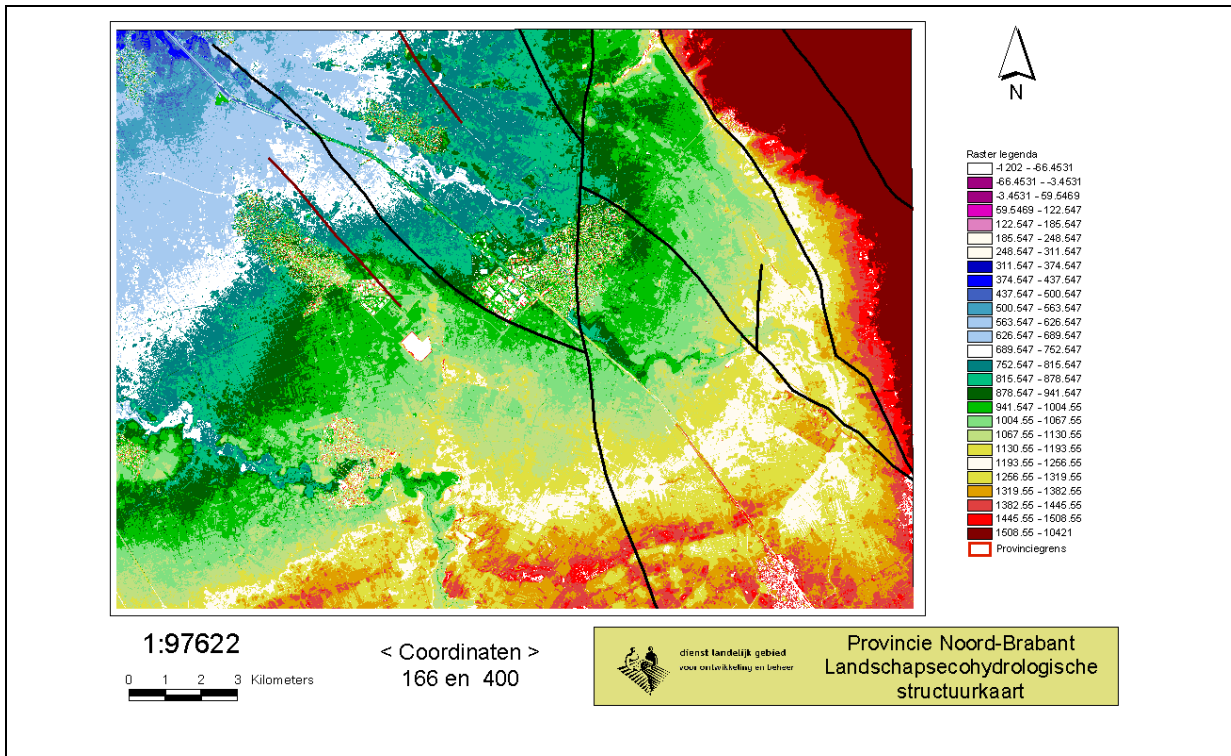 N
Raster legenda
-1202 - -66.4531
-66.4531 - -3.4531
-3.4531 - 59.5469
59.5469 - 122.547
122.547 - 185.547
185.547 - 248.547
248.547 - 311.547
311.547 - 374.547
374.547 - 437.547
437.547 - 500.547
500.547 - 563.547
563.547 - 626.547
626.547 - 689.547
689.547 - 752.547
752.547 - 815.547
815.547 - 878.547
878.547 - 941.547
941.547 - 1004.55
1004.55 - 1067.55
1067.55 - 1130.55
1130.55 - 1193.55
1193.55 - 1256.55
1256.55 - 1319.55
1319.55 - 1382.55
1382.55 - 1445.55
1445.55 - 1508.55
1508.55 - 10421
Provinciegrens
1:97622
0 1 2 3 Kilometers
< Coordinaten >
166 en 400
dienst landelijk gebied
voor ontwikkeling en beheer
Provincie Noord-Brabant
Landschapsecohydrologische
structuurkaart